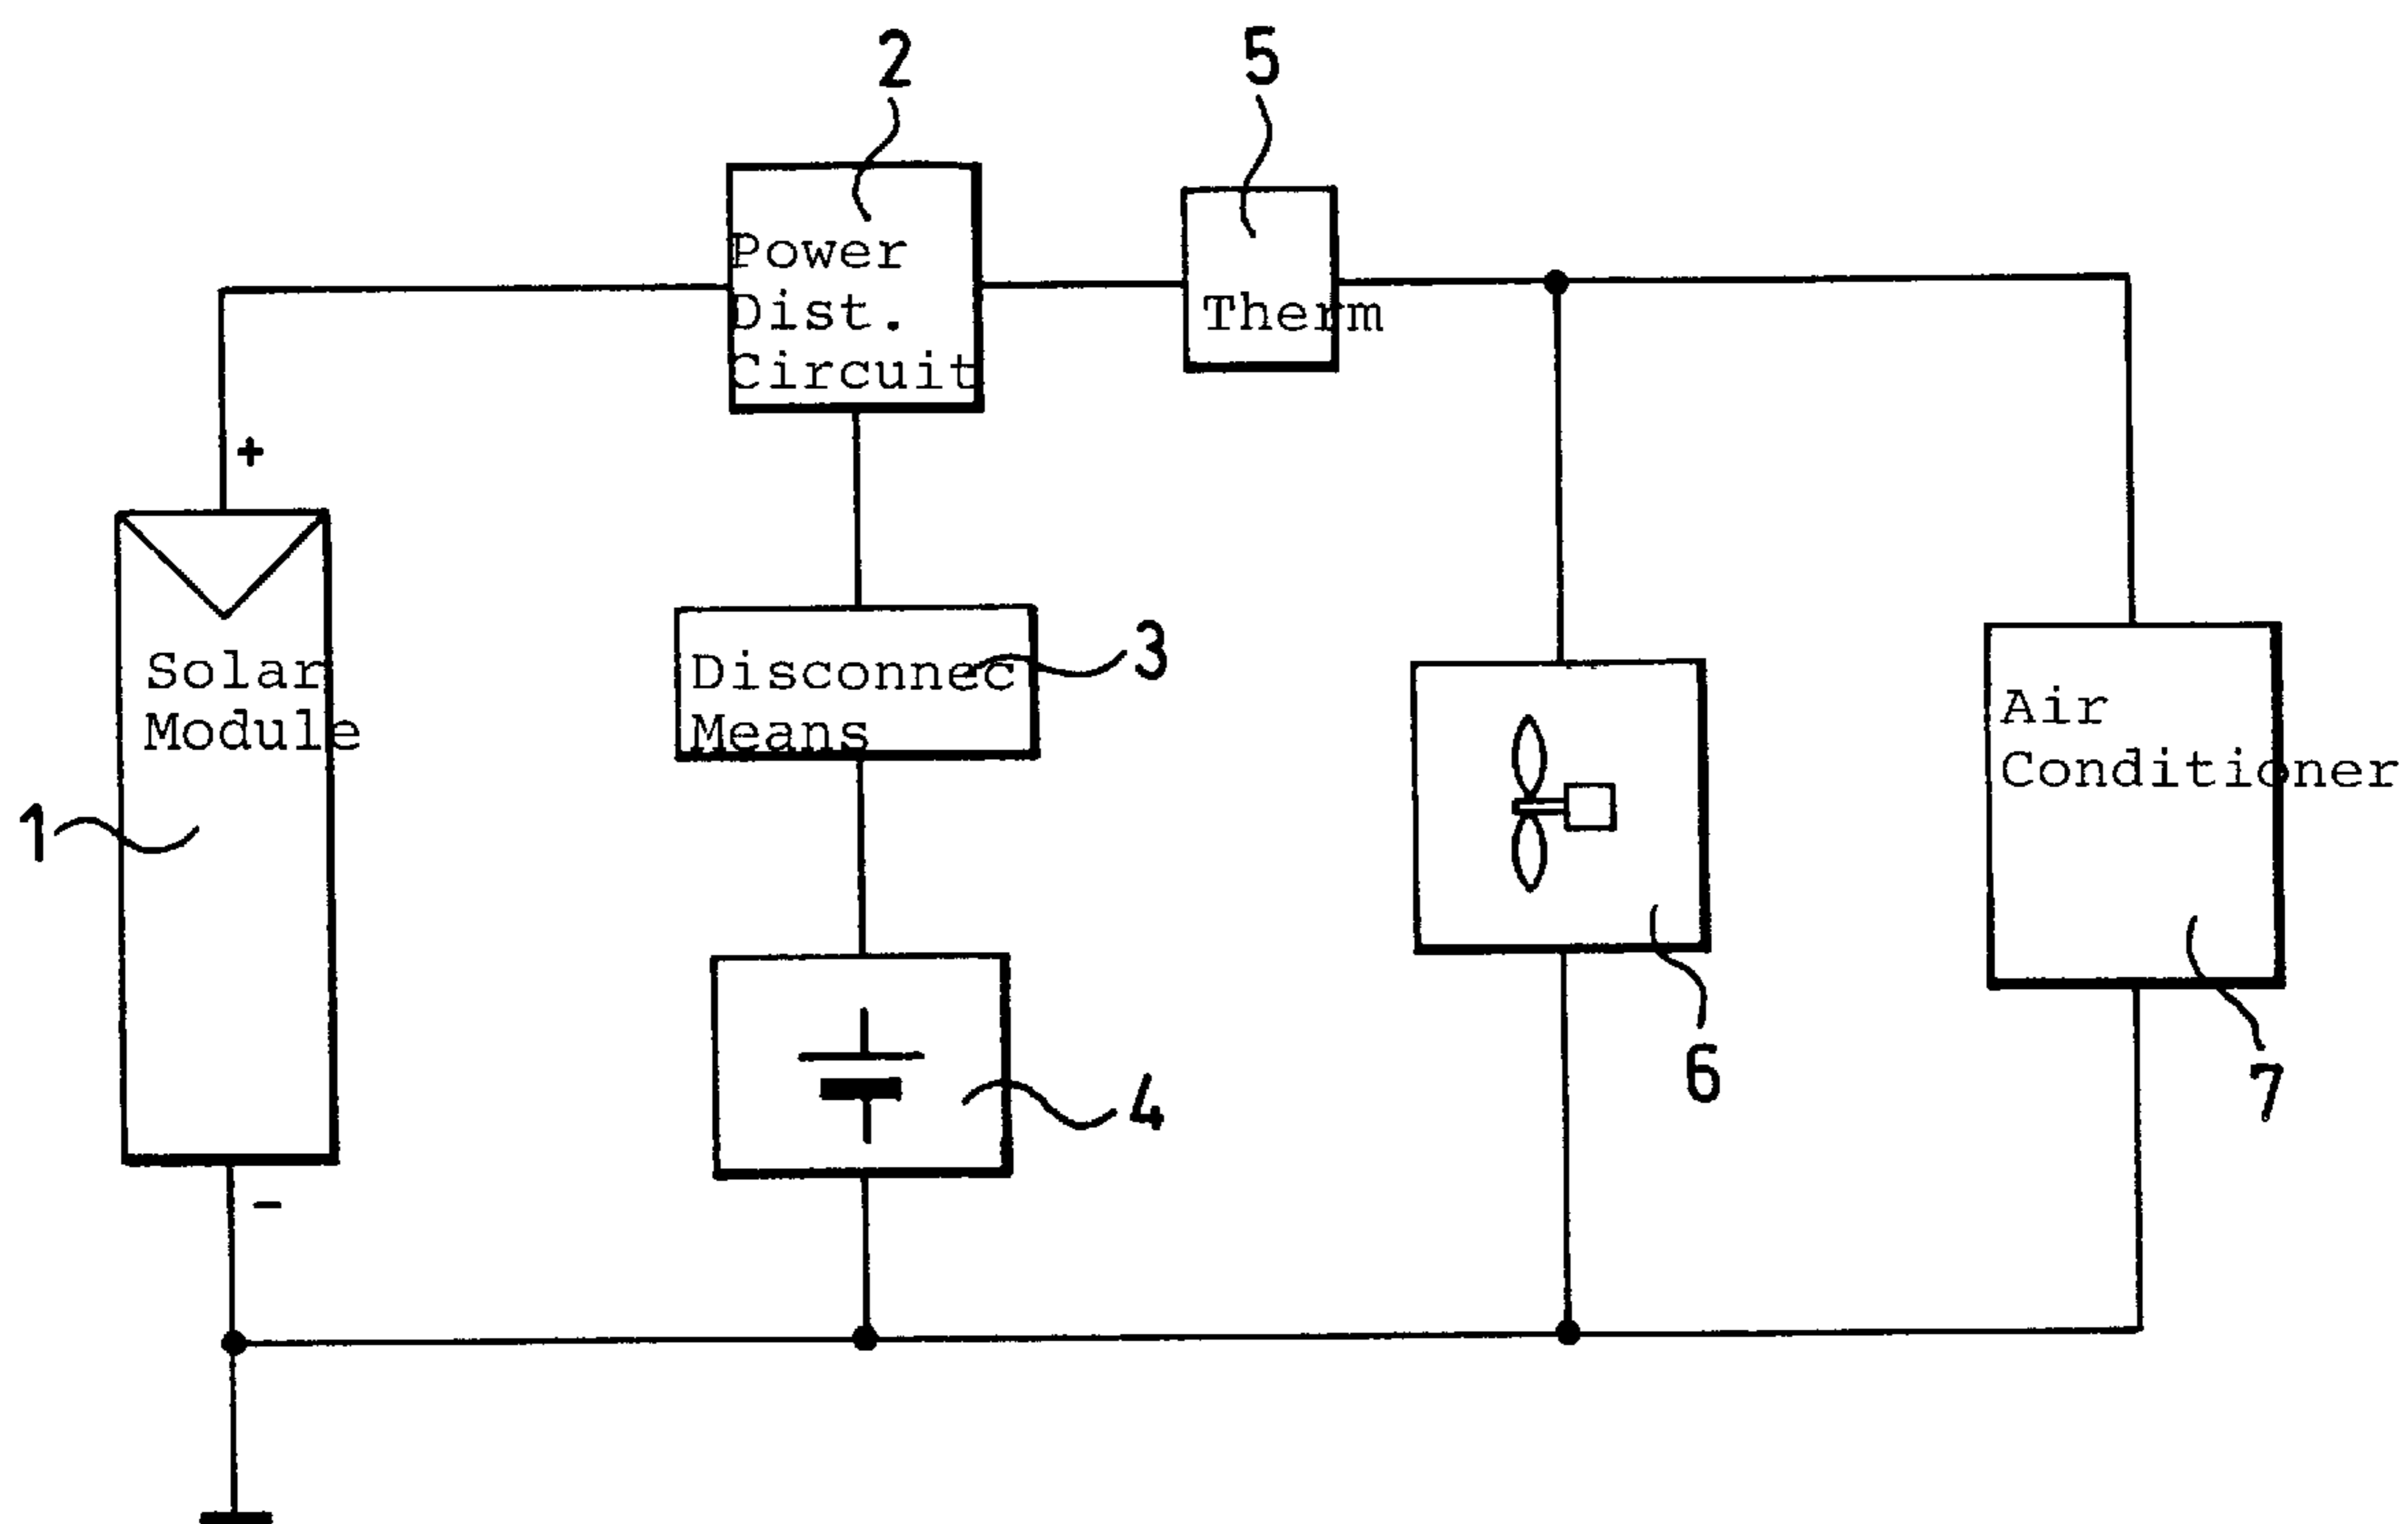 2
5
Power
Dist.
Circuit
Therm
+
Solar
Module
Disconnec
Means
3
Air
Conditioner
1
4
6
7
−